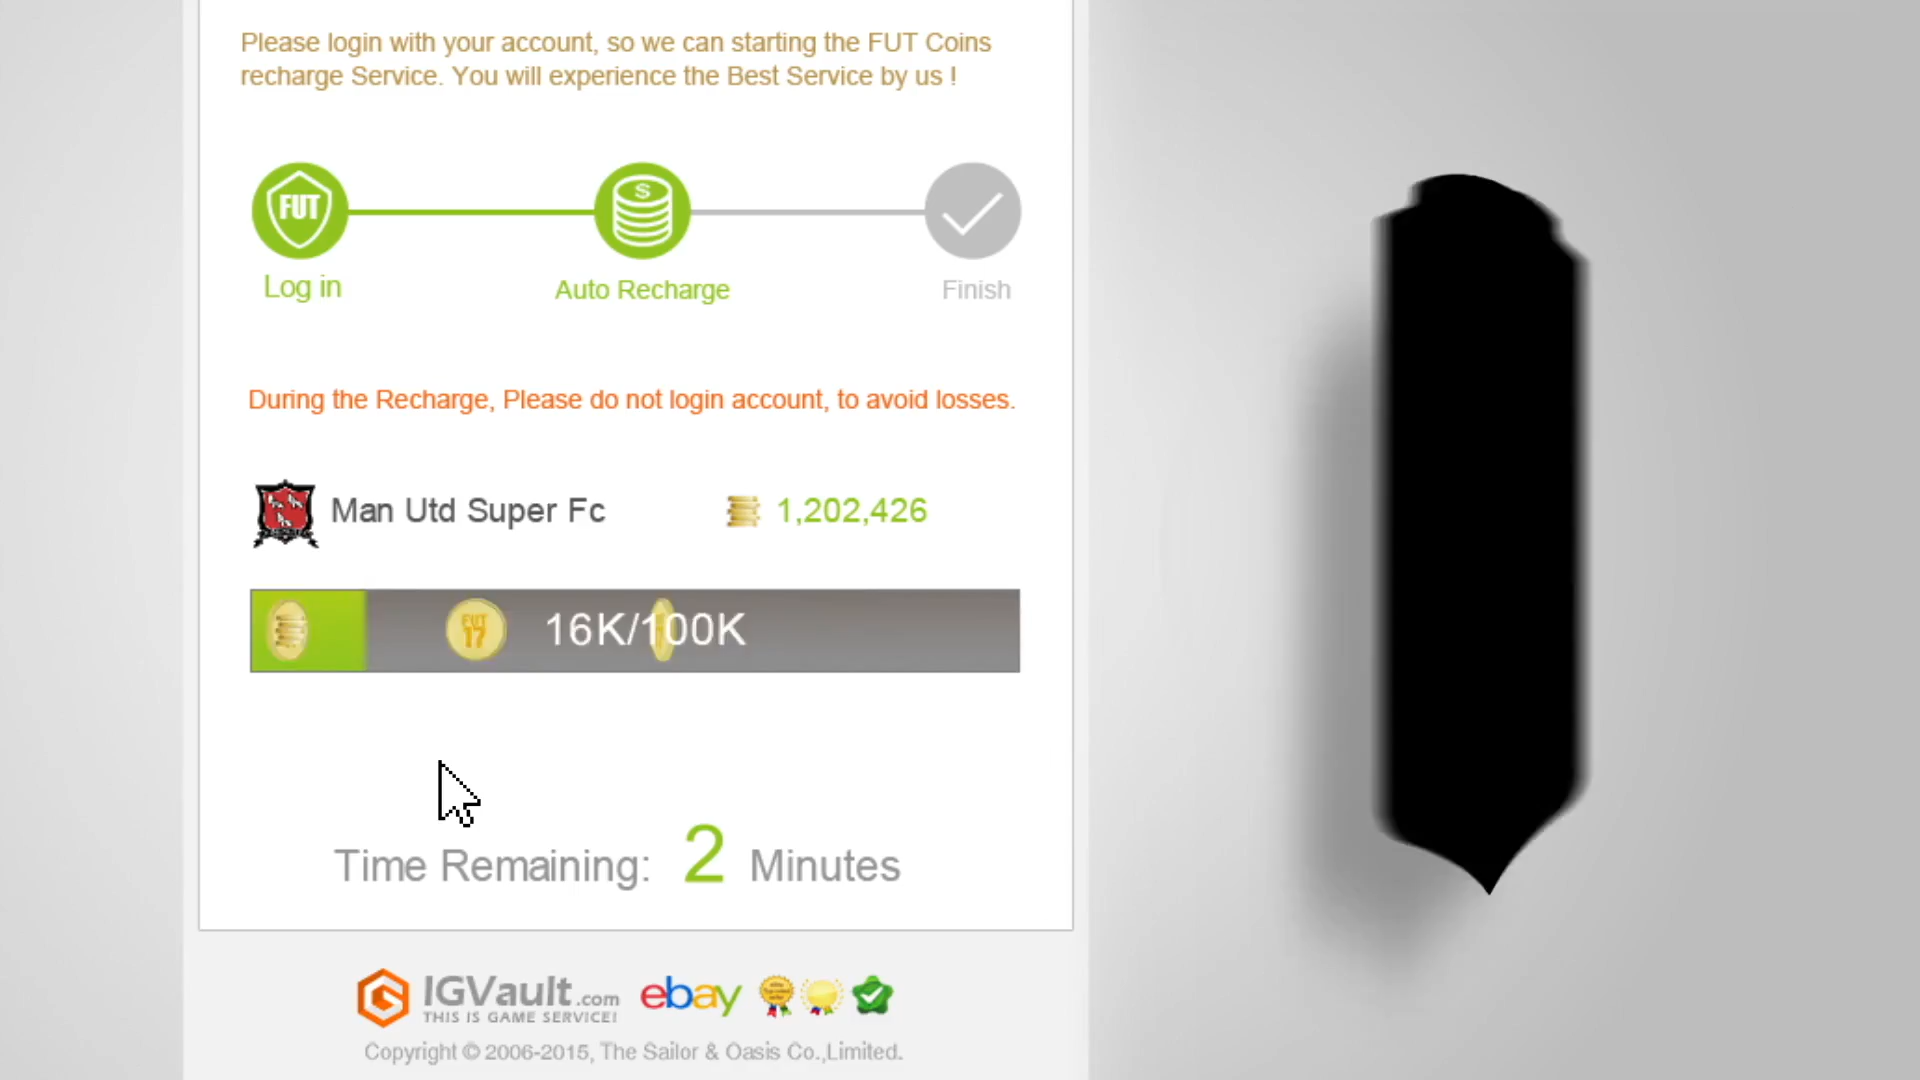 Please login with your account, so we can starting the FUT Coins
recharge Service. You will experience the Best Service by us !
FUT
$
Log in
Auto Recharge
Finish
During the Recharge, Please do not login account, to avoid losses.
Man Utd Super Fc
1,202,426
FUT
17
16K/100K
Time Remaining: 2 Minutes
IGVault.com
THIS IS GAME SERVICE!
ebay
Copyright © 2006-2015, The Sailor & Oasis Co.,Limited.